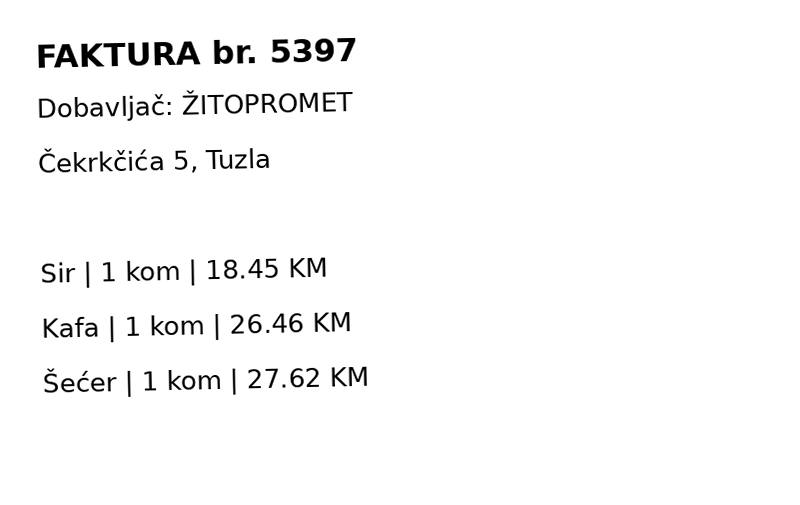 FAKTURA br. 5397
Dobavljač: ŽITOPROMET
Čekrkčića 5, Tuzla
Sir | 1 kom | 18.45 KM
Kafa | 1 kom | 26.46 KM
Šećer | 1 kom | 27.62 KM